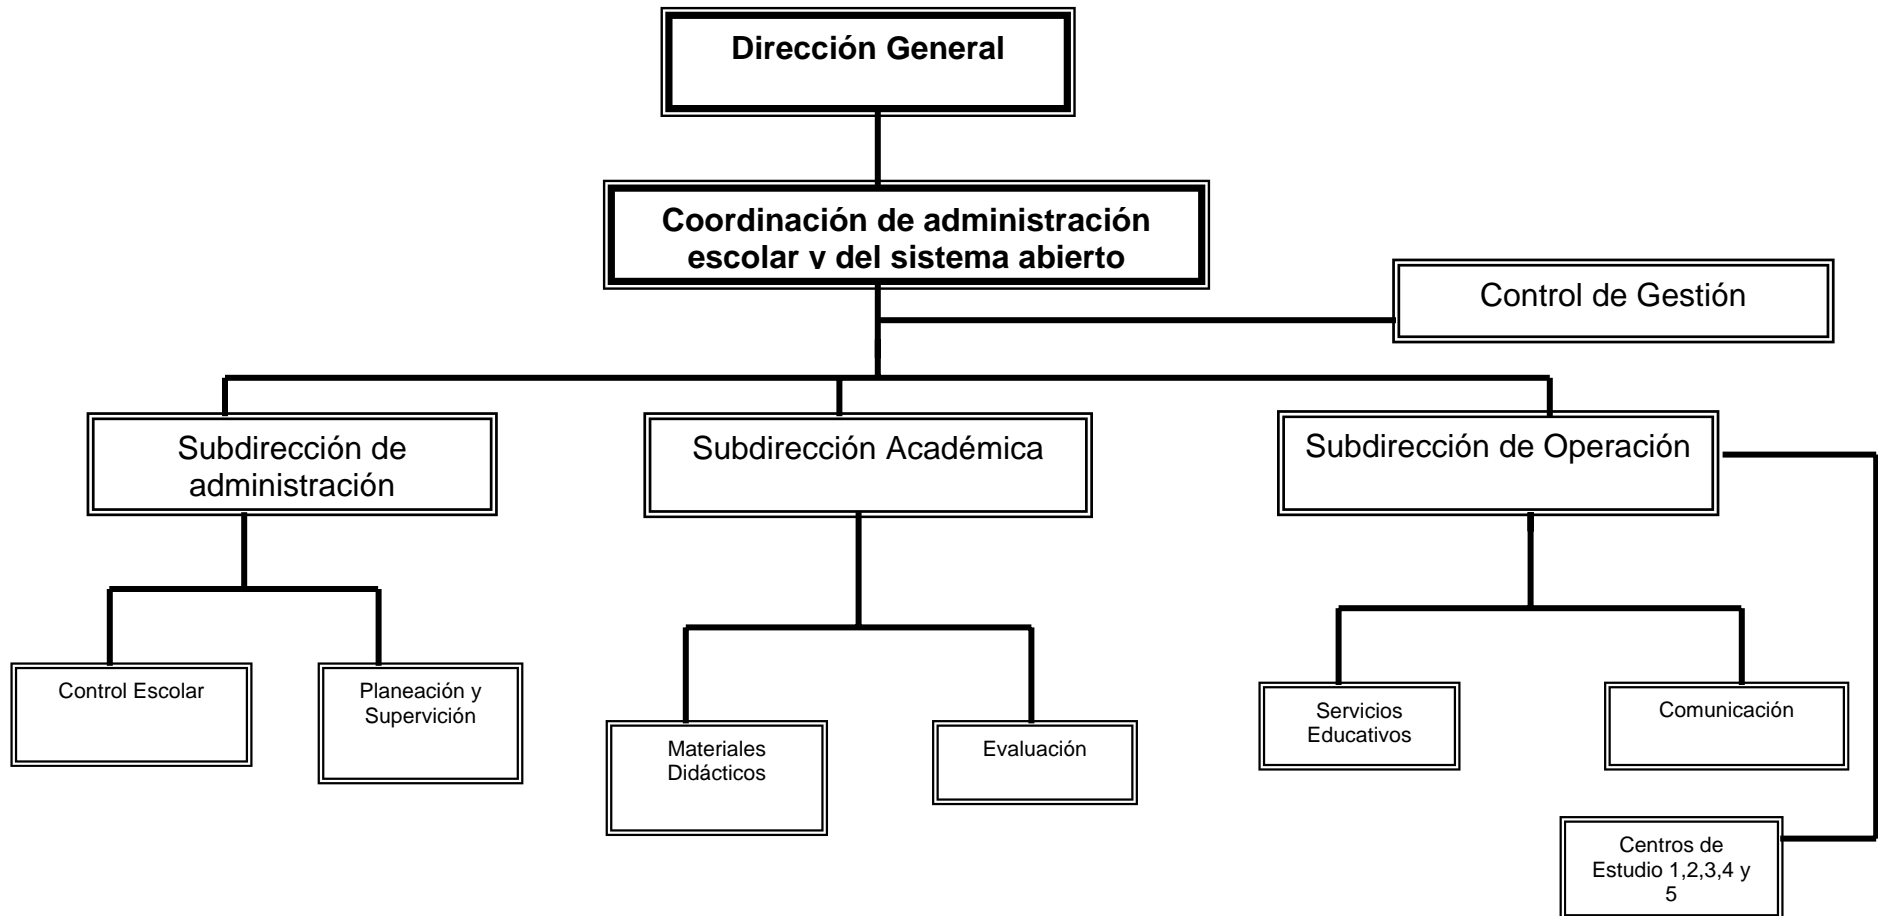 Dirección General
Coordinación de administración
escolar y del sistema abierto
Control de Gestión
Subdirección de
administración
Subdirección Académica
Subdirección de Operación
Control Escolar
Planeación y
Supervición
Materiales
Didácticos
Evaluación
Servicios
Educativos
Comunicación
Centros de
Estudio 1,2,3,4 y
5